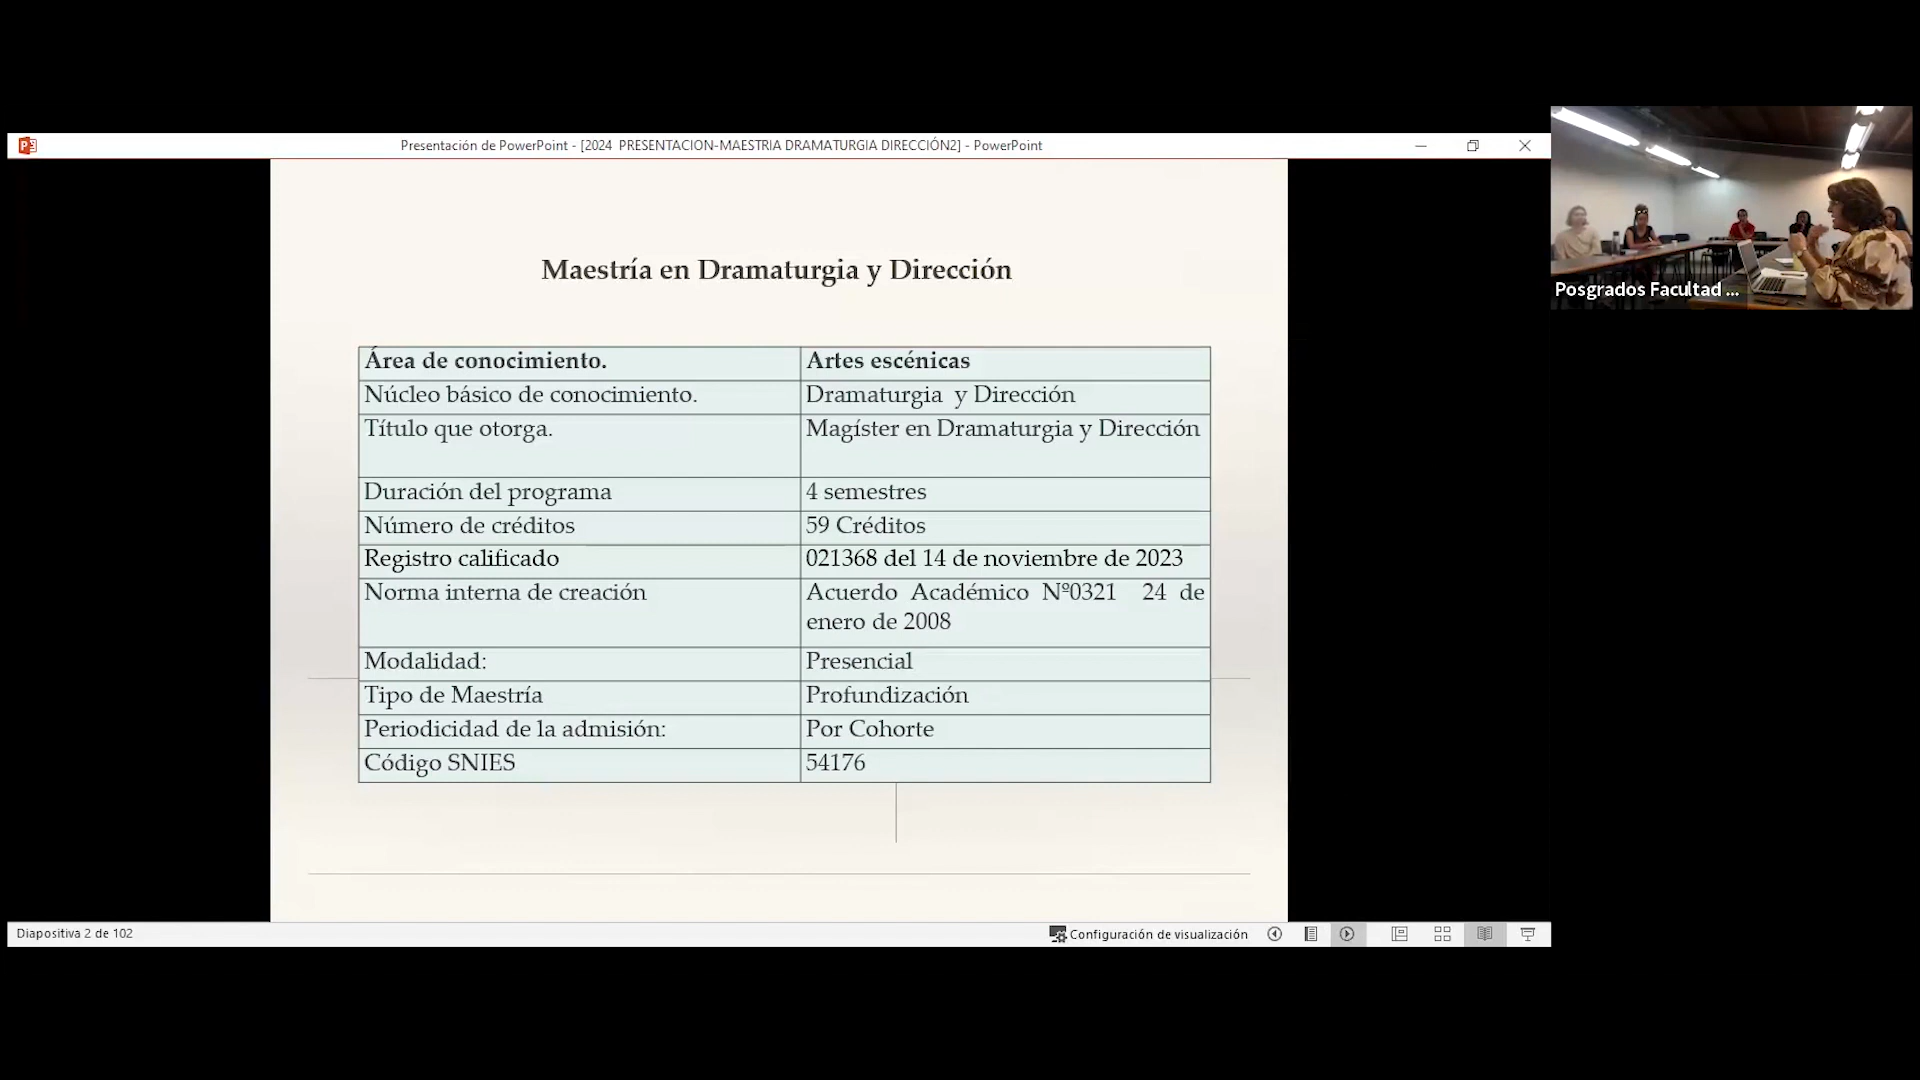 Presentación de PowerPoint - [2024 PRESENTACION-MAESTRIA DRAMATURGIA DIRECCIÓN2] - PowerPoint
Maestría en Dramaturgia y Dirección
Área de conocimiento. Artes escénicas
Núcleo básico de conocimiento. Dramaturgia y Dirección
Título que otorga. Magíster en Dramaturgia y Dirección
Duración del programa 4 semestres
Número de créditos 59 Créditos
Registro calificado 021368 del 14 de noviembre de 2023
Norma interna de creación Acuerdo Académico Nº0321 24 de
enero de 2008
Modalidad: Presencial
Tipo de Maestría Profundización
Periodicidad de la admisión: Por Cohorte
Código SNIES 54176
Posgrados Facultad ...
Diapositiva 2 de 102
Configuración de visualización